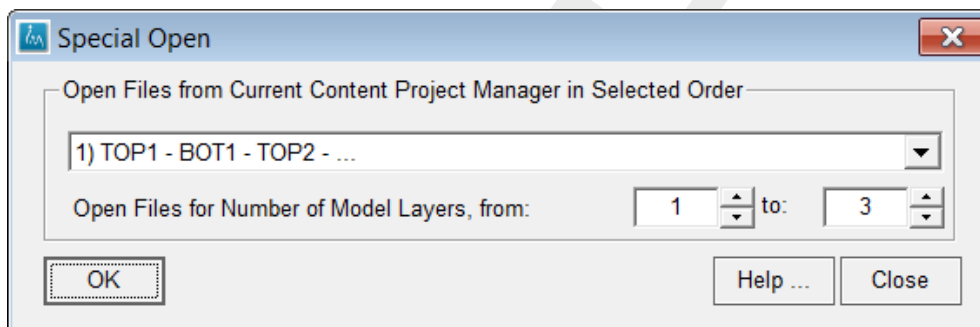 Special Open
Open Files from Current Content Project Manager in Selected Order
1) TOP1 - BOT1 - TOP2 - ...
Open Files for Number of Model Layers, from: 1 to: 3
OK Help ... Close